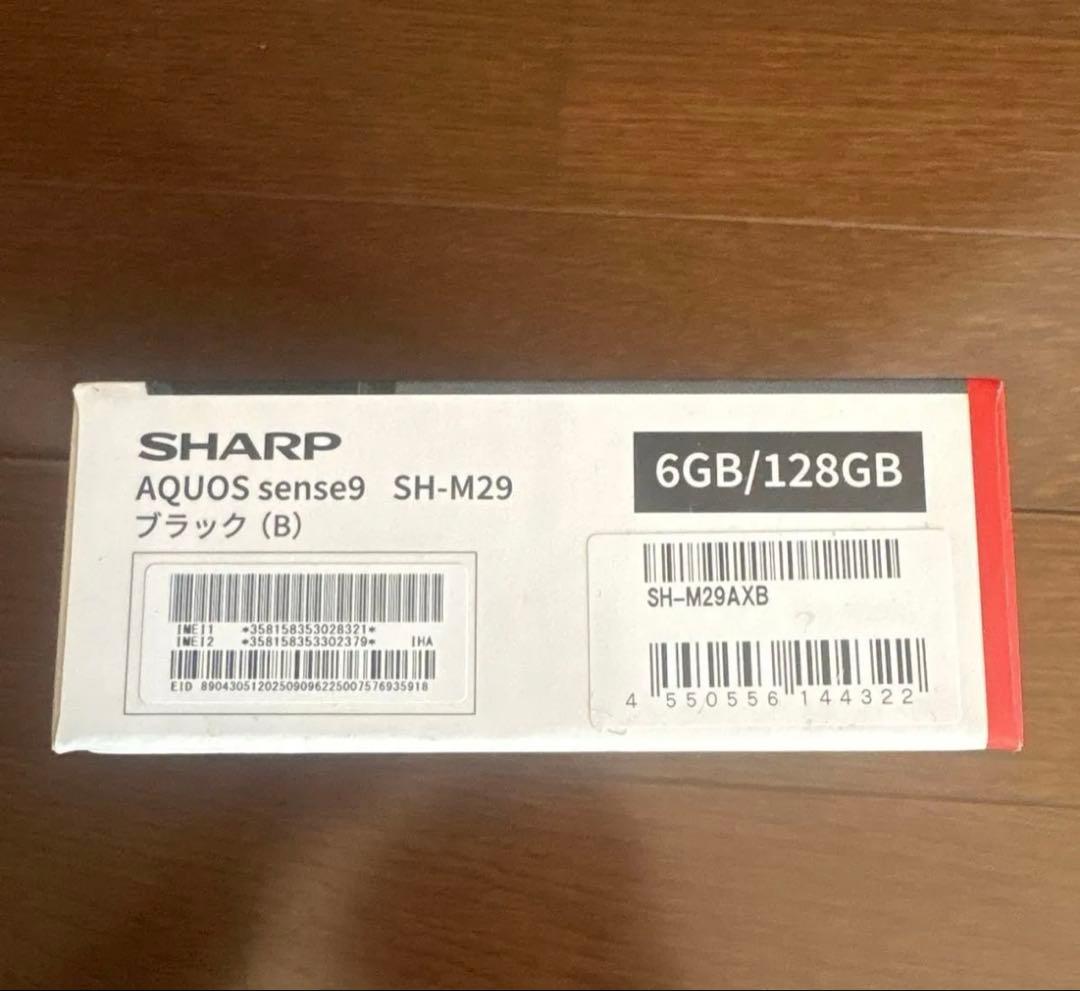 SHARP
AQUOS sense9 SH-M29
ブラック（B）
6GB/128GB
IMEI1 *358158353028321*
IMEI2 *358158353302379* IHA
EID 89043051202509096225007576935918
SH-M29AXB
4 550556 144322